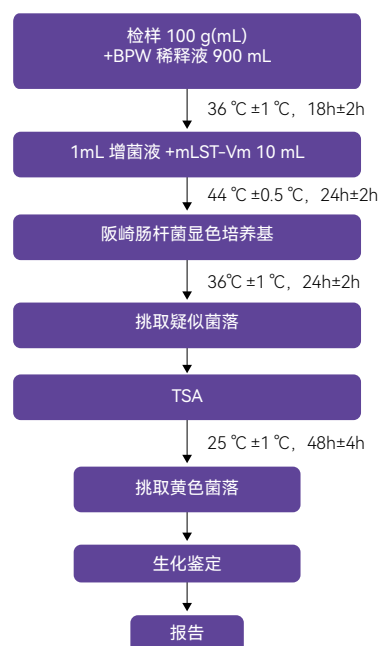 检样 100 g(mL)
+BPW 稀释液 900 mL
36 ℃ ±1 ℃，18h±2h
1mL 增菌液 +mLST-Vm 10 mL
44 ℃ ±0.5 ℃，24h±2h
阪崎肠杆菌显色培养基
36℃ ±1 ℃，24h±2h
挑取疑似菌落
TSA
25 ℃ ±1 ℃，48h±4h
挑取黄色菌落
生化鉴定
报告